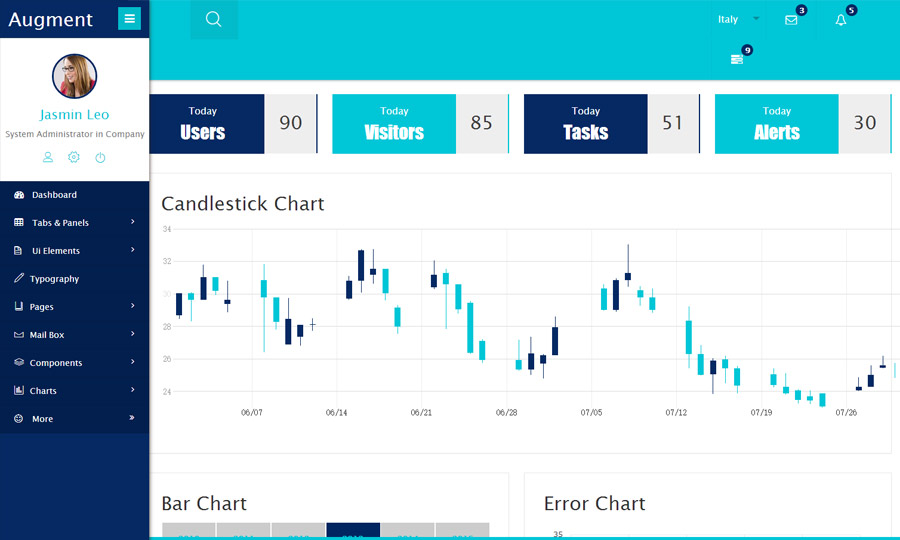 Augment
Jasmin Leo
System Administrator in Company
Dashboard
Tabs & Panels
Ui Elements
Typography
Pages
Mail Box
Components
Charts
More
Italy
3
5
9
Today
Users
90
Today
Visitors
85
Today
Tasks
51
Today
Alerts
30
Candlestick Chart
34
32
30
28
26
24
06/07 06/14 06/21 06/28 07/05 07/12 07/19 07/26
Bar Chart
Error Chart
35